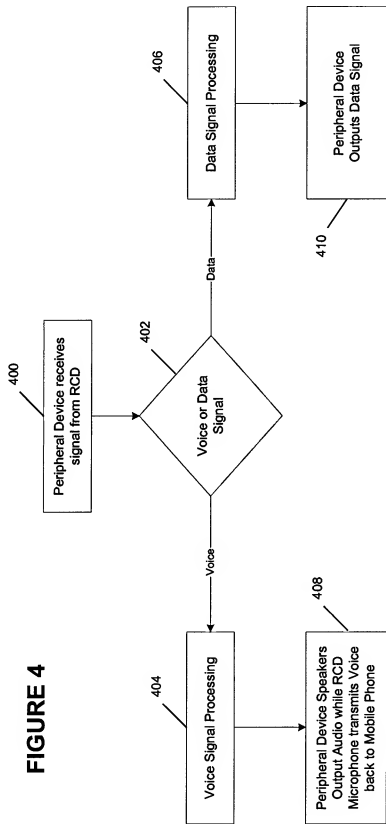 FIGURE 4
400
Peripheral Device receives
signal from RCD
402
Voice or Data
Signal
Voice
Data
404
Voice Signal Processing
406
Data Signal Processing
408
Peripheral Device Speakers
Output Audio while RCD
Microphone transmits Voice
back to Mobile Phone
410
Peripheral Device
Outputs Data Signal